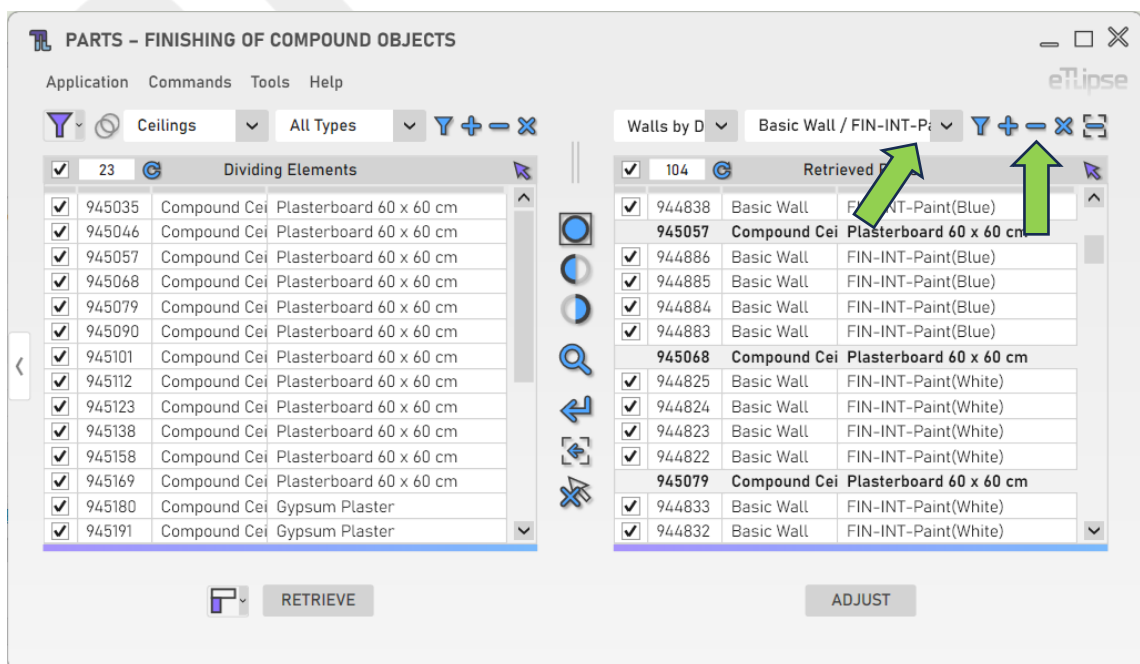 PARTS – FINISHING OF COMPOUND OBJECTS
Application Commands Tools Help
eTLipse
Ceilings All Types
Walls by D Basic Wall / FIN-INT-Pa
23 Dividing Elements
945035 Compound Cei Plasterboard 60 x 60 cm
945046 Compound Cei Plasterboard 60 x 60 cm
945057 Compound Cei Plasterboard 60 x 60 cm
945068 Compound Cei Plasterboard 60 x 60 cm
945079 Compound Cei Plasterboard 60 x 60 cm
945090 Compound Cei Plasterboard 60 x 60 cm
945101 Compound Cei Plasterboard 60 x 60 cm
945112 Compound Cei Plasterboard 60 x 60 cm
945123 Compound Cei Plasterboard 60 x 60 cm
945138 Compound Cei Plasterboard 60 x 60 cm
945158 Compound Cei Plasterboard 60 x 60 cm
945169 Compound Cei Plasterboard 60 x 60 cm
945180 Compound Cei Gypsum Plaster
945191 Compound Cei Gypsum Plaster
104 Retrieved
944838 Basic Wall FIN-INT-Paint(Blue)
945057 Compound Cei Plasterboard 60 x 60 cm
944886 Basic Wall FIN-INT-Paint(Blue)
944885 Basic Wall FIN-INT-Paint(Blue)
944884 Basic Wall FIN-INT-Paint(Blue)
944883 Basic Wall FIN-INT-Paint(Blue)
945068 Compound Cei Plasterboard 60 x 60 cm
944825 Basic Wall FIN-INT-Paint(White)
944824 Basic Wall FIN-INT-Paint(White)
944823 Basic Wall FIN-INT-Paint(White)
944822 Basic Wall FIN-INT-Paint(White)
945079 Compound Cei Plasterboard 60 x 60 cm
944833 Basic Wall FIN-INT-Paint(White)
944832 Basic Wall FIN-INT-Paint(White)
RETRIEVE
ADJUST